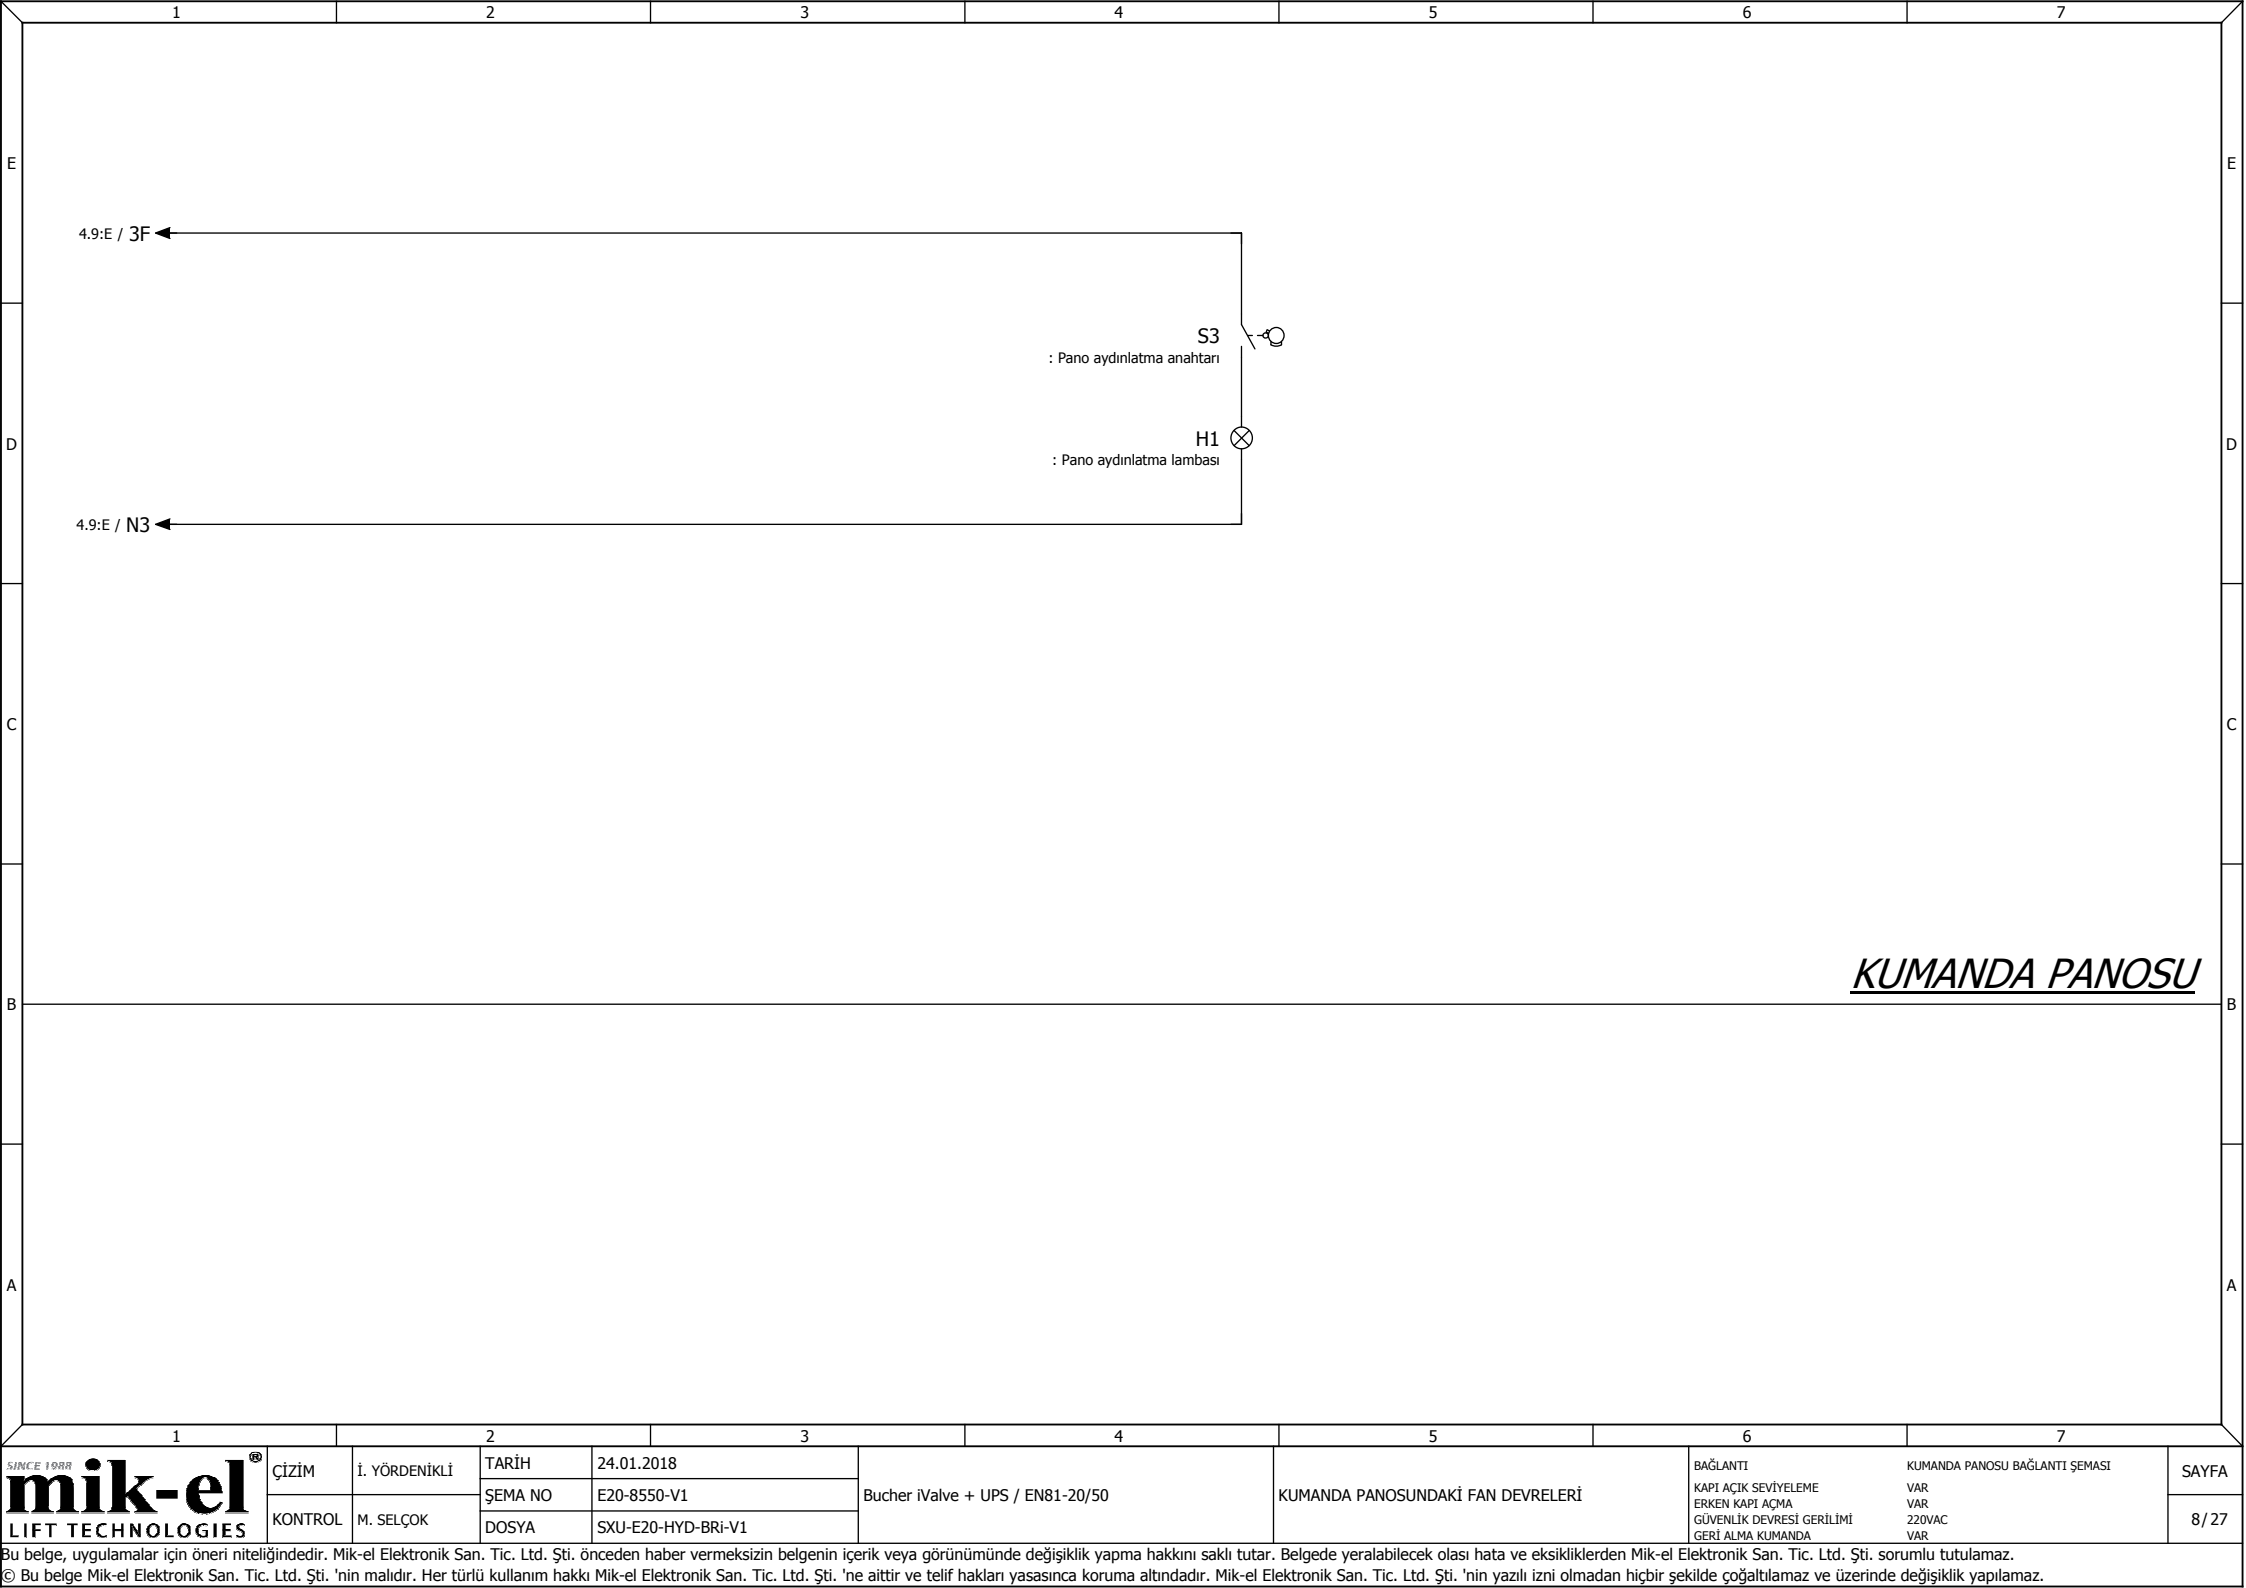 1 2 3 4 5 6 7
E E
4.9:E / 3F
S3
: Pano aydınlatma anahtarı
D D
H1
: Pano aydınlatma lambası
4.9:E / N3
C C
KUMANDA PANOSU
B B
A A
1 2 3 4 5 6 7
SINCE 1988
mik-el®
LIFT TECHNOLOGIES
ÇİZİM İ. YÖRDENİKLİ
KONTROL M. SELÇOK
TARİH 24.01.2018
ŞEMA NO E20-8550-V1
DOSYA SXU-E20-HYD-BRi-V1
Bucher iValve + UPS / EN81-20/50
KUMANDA PANOSUNDAKİ FAN DEVRELERİ
BAĞLANTI KUMANDA PANOSU BAĞLANTI ŞEMASI
KAPI AÇIK SEVİYELEME VAR
ERKEN KAPI AÇMA VAR
GÜVENLİK DEVRESİ GERİLİMİ 220VAC
GERİ ALMA KUMANDA VAR
SAYFA
8/27
Bu belge, uygulamalar için öneri niteliğindedir. Mik-el Elektronik San. Tic. Ltd. Şti. önceden haber vermeksizin belgenin içerik veya görünümünde değişiklik yapma hakkını saklı tutar. Belgede yeralabilecek olası hata ve eksikliklerden Mik-el Elektronik San. Tic. Ltd. Şti. sorumlu tutulamaz.
© Bu belge Mik-el Elektronik San. Tic. Ltd. Şti. 'nin malıdır. Her türlü kullanım hakkı Mik-el Elektronik San. Tic. Ltd. Şti. 'ne aittir ve telif hakları yasasınca koruma altındadır. Mik-el Elektronik San. Tic. Ltd. Şti. 'nin yazılı izni olmadan hiçbir şekilde çoğaltılamaz ve üzerinde değişiklik yapılamaz.